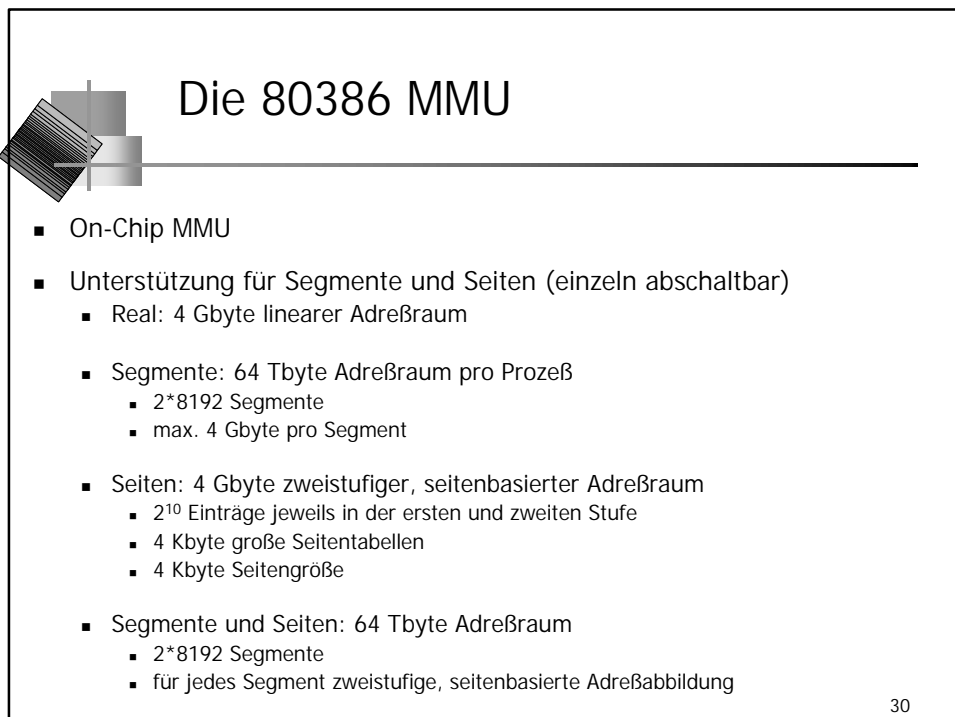 Die 80386 MMU
▪ On-Chip MMU
▪ Unterstützung für Segmente und Seiten (einzeln abschaltbar)
▪ Real: 4 Gbyte linearer Adreßraum
▪ Segmente: 64 Tbyte Adreßraum pro Prozeß
▪ 2*8192 Segmente
▪ max. 4 Gbyte pro Segment
▪ Seiten: 4 Gbyte zweistufiger, seitenbasierter Adreßraum
▪ 2¹⁰ Einträge jeweils in der ersten und zweiten Stufe
▪ 4 Kbyte große Seitentabellen
▪ 4 Kbyte Seitengröße
▪ Segmente und Seiten: 64 Tbyte Adreßraum
▪ 2*8192 Segmente
▪ für jedes Segment zweistufige, seitenbasierte Adreßabbildung
30